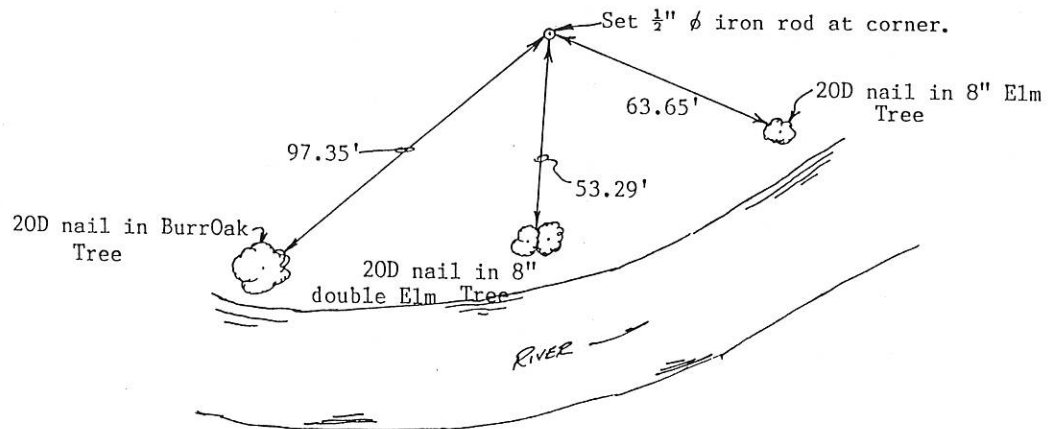 Set ½" ϕ iron rod at corner.
63.65'
20D nail in 8" Elm
Tree
97.35'
53.29'
20D nail in BurrOak
Tree
20D nail in 8"
double Elm Tree
RIVER